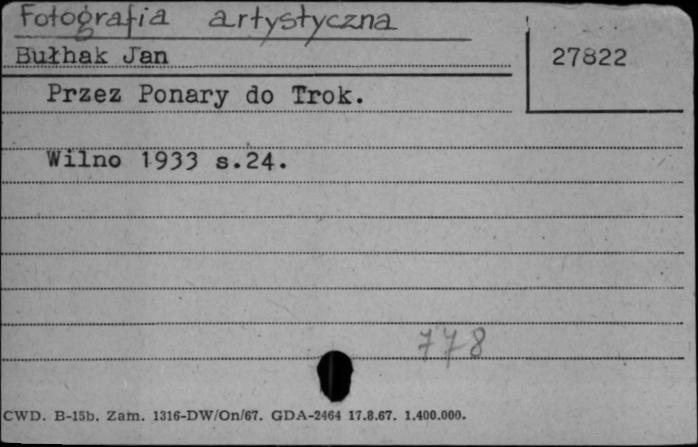 Fotografia artystyczna
Bułhak Jan
27822
Przez Ponary do Trok.
Wilno 1933 s.24.
778
CWD. B-15b. Zam. 1316-DW/On/67. GDA-2464 17.8.67. 1.400.000.